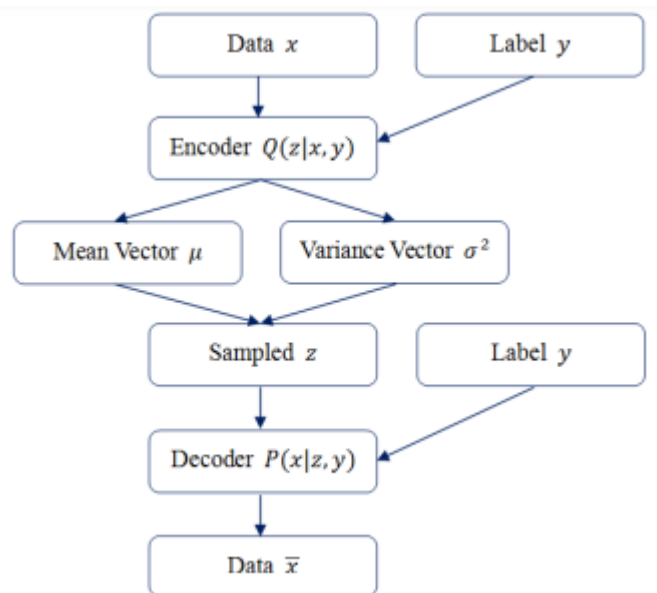 Data x
Label y
Encoder Q(z|x, y)
Mean Vector μ
Variance Vector σ²
Sampled z
Label y
Decoder P(x|z, y)
Data x̅